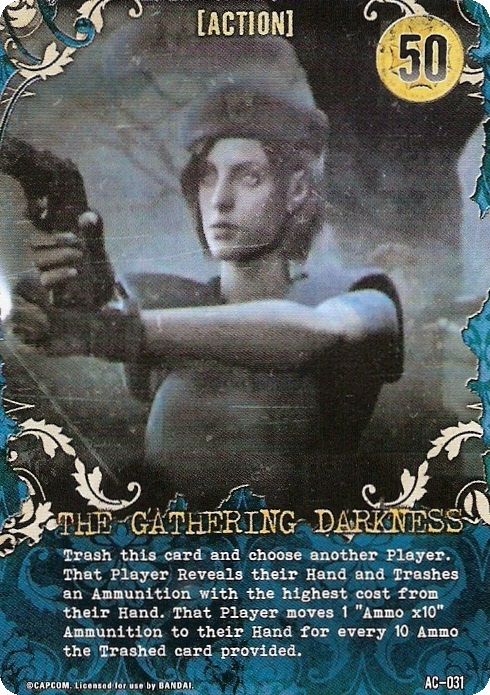 [ACTION]
50
THE GATHERING DARKNESS
Trash this card and choose another Player.
That Player Reveals their Hand and Trashes
an Ammunition with the highest cost from
their Hand. That Player moves 1 "Ammo x10"
Ammunition to their Hand for every 10 Ammo
the Trashed card provided.
©CAPCOM. Licensed for use by BANDAI.
AC-031